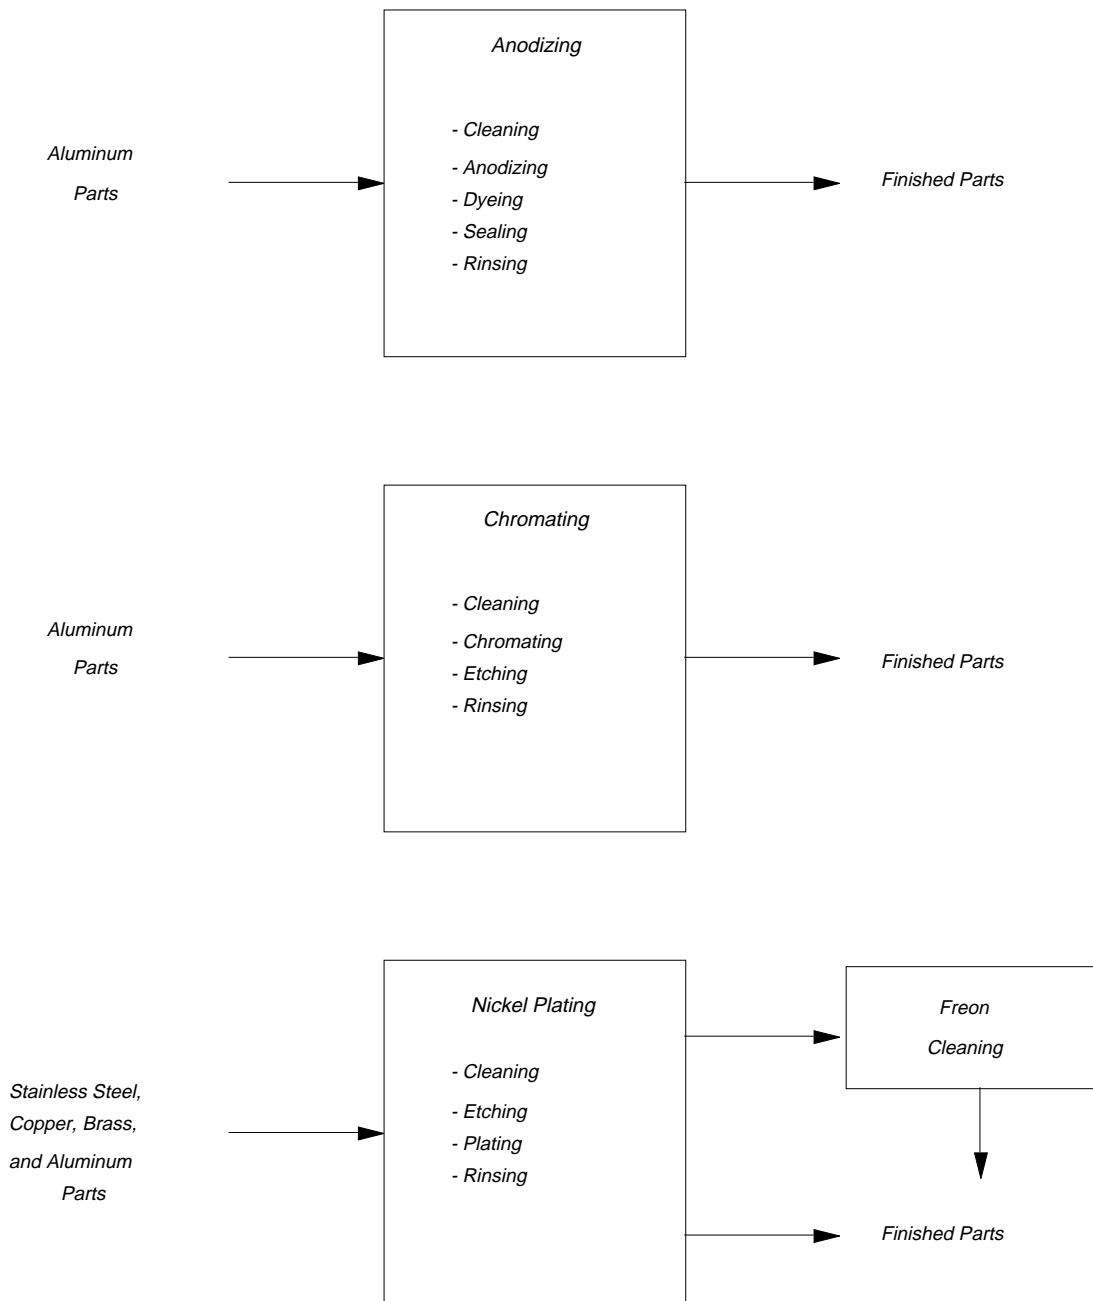 Anodizing
Aluminum
Parts
- Cleaning
- Anodizing
- Dyeing
- Sealing
- Rinsing
Finished Parts
Chromating
Aluminum
Parts
- Cleaning
- Chromating
- Etching
- Rinsing
Finished Parts
Stainless Steel,
Copper, Brass,
and Aluminum
Parts
Nickel Plating
- Cleaning
- Etching
- Plating
- Rinsing
Freon
Cleaning
Finished Parts